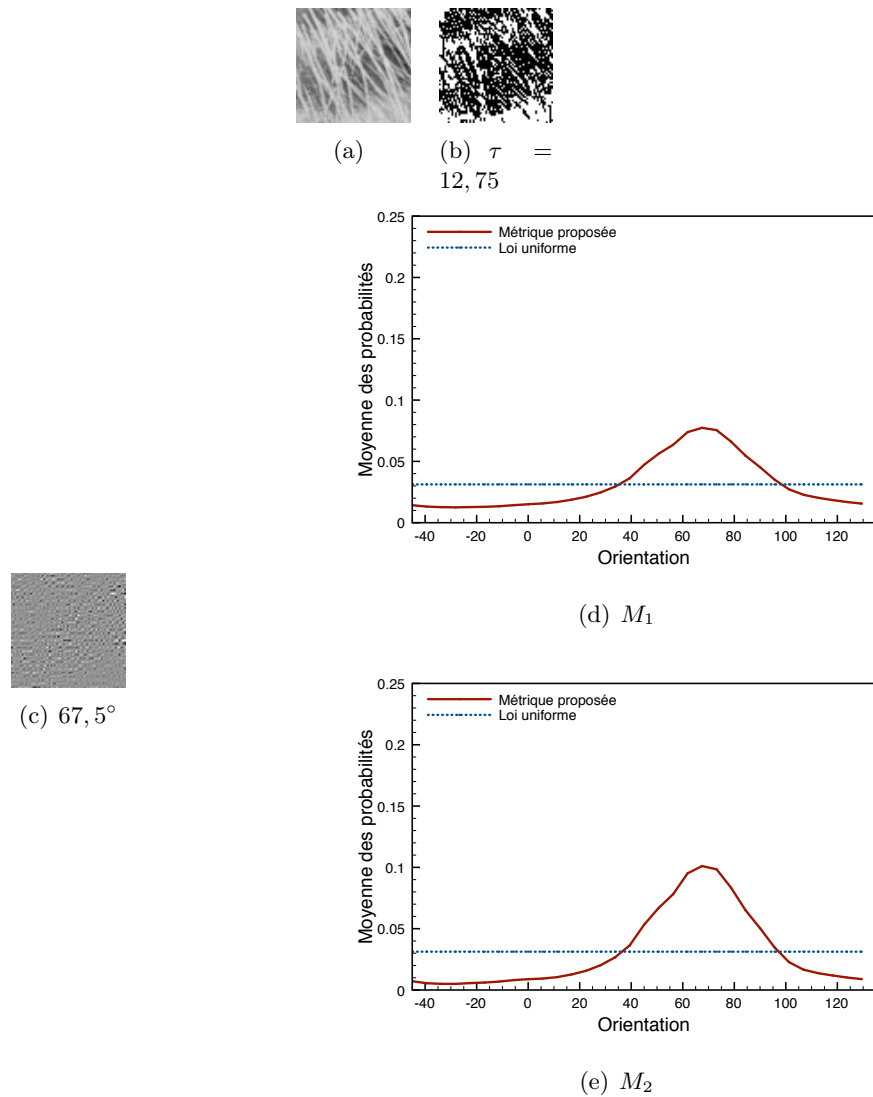 (a)
(b) τ =
12, 75
0.25
0.2
0.15
0.1
0.05
0
Moyenne des probabilités
Métrique proposée
Loi uniforme
-40 -20 0 20 40 60 80 100 120
Orientation
(d) M₁
(c) 67, 5°
0.25
0.2
0.15
0.1
0.05
0
Moyenne des probabilités
Métrique proposée
Loi uniforme
-40 -20 0 20 40 60 80 100 120
Orientation
(e) M₂